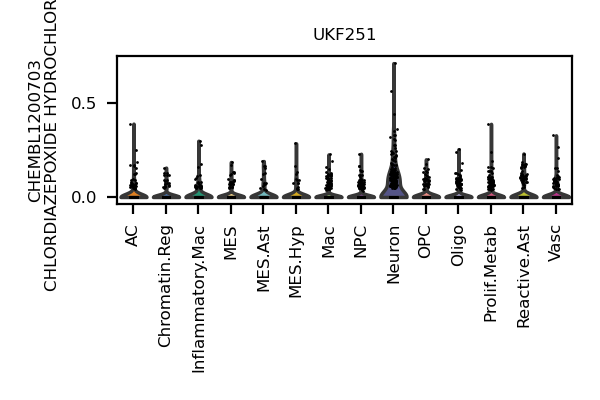 UKF251
CHEMBL1200703
CHLORDIAZEPOXIDE HYDROCHLOR
0.5
0.0
AC
Chromatin.Reg
Inflammatory.Mac
MES
MES.Ast
MES.Hyp
Mac
NPC
Neuron
OPC
Oligo
Prolif.Metab
Reactive.Ast
Vasc